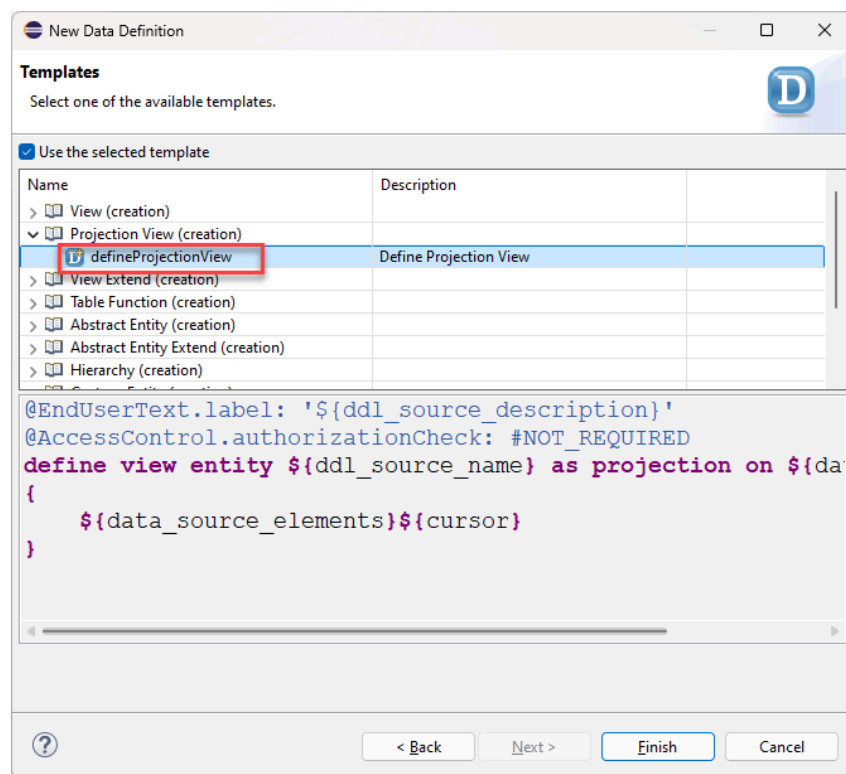 New Data Definition
Templates
Select one of the available templates.
D
Use the selected template
Name Description
View (creation)
Projection View (creation)
defineProjectionView Define Projection View
View Extend (creation)
Table Function (creation)
Abstract Entity (creation)
Abstract Entity Extend (creation)
Hierarchy (creation)
@EndUserText.label: '${ddl_source_description}'
@AccessControl.authorizationCheck: #NOT_REQUIRED
define view entity ${ddl_source_name} as projection on ${da
{
${data_source_elements}${cursor}
}
? < Back Next > Finish Cancel